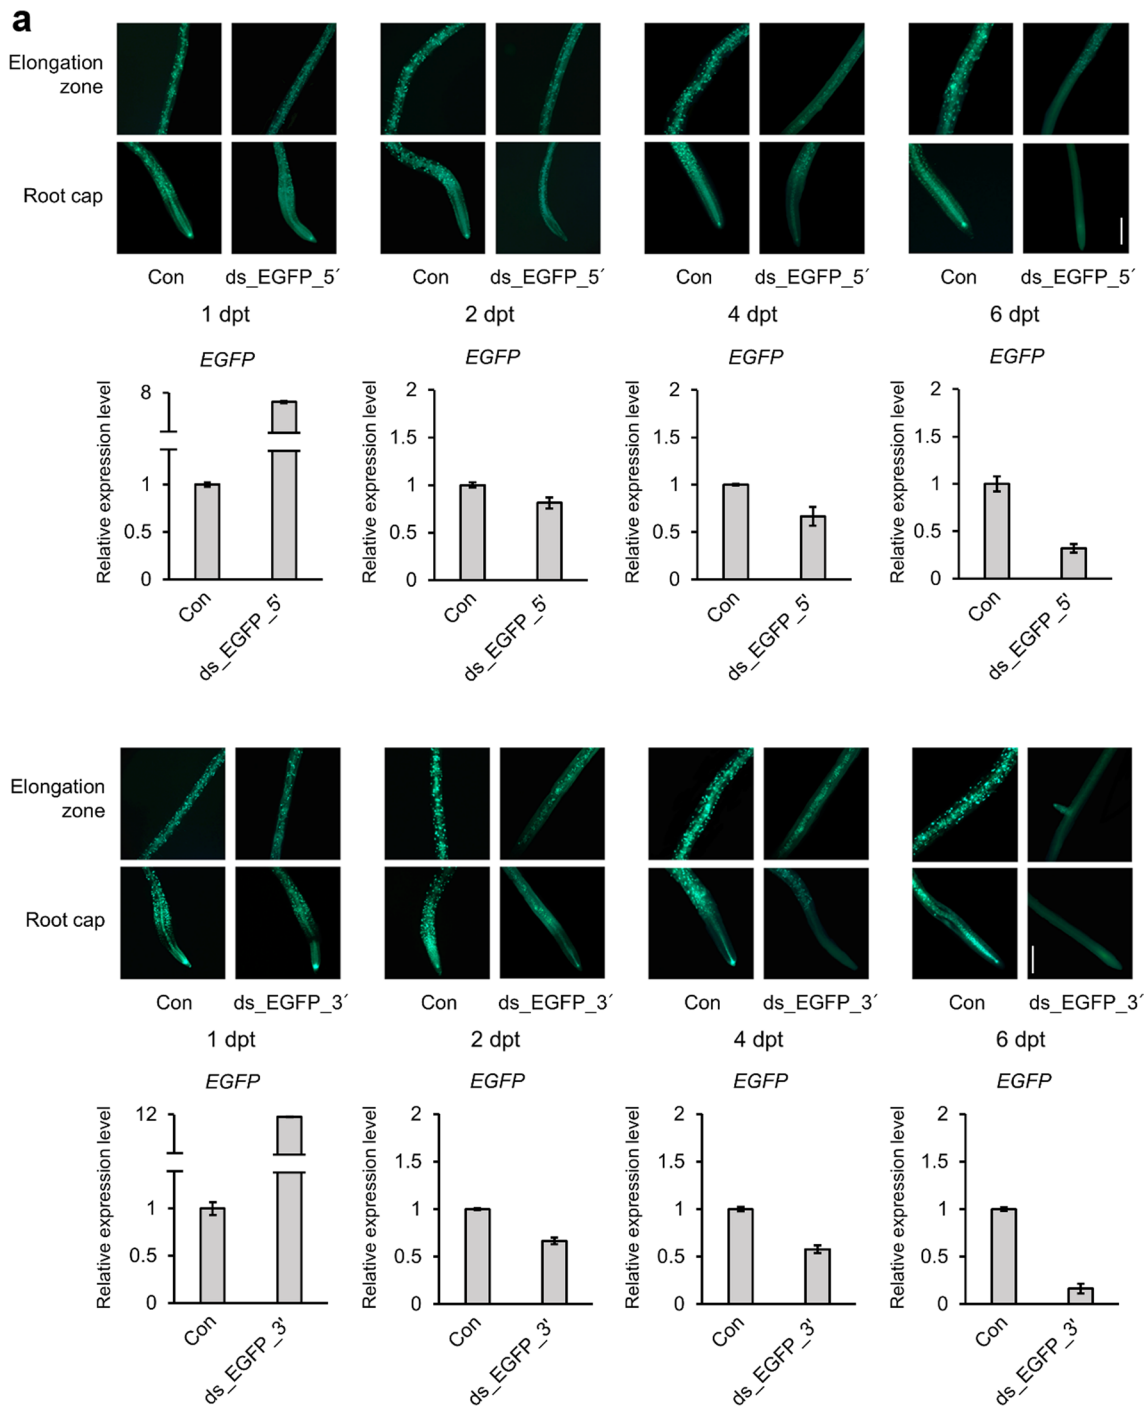 a
Elongation
zone
Root cap
Con ds_EGFP_5´ Con ds_EGFP_5´ Con ds_EGFP_5´ Con ds_EGFP_5´
1 dpt 2 dpt 4 dpt 6 dpt
EGFP EGFP EGFP EGFP
Relative expression level
8
1
0.5
0
Con
ds_EGFP_5'
Relative expression level
2
1.5
1
0.5
0
Con
ds_EGFP_5'
Relative expression level
2
1.5
1
0.5
0
Con
ds_EGFP_5'
Relative expression level
2
1.5
1
0.5
0
Con
ds_EGFP_5'
Elongation
zone
Root cap
Con ds_EGFP_3´ Con ds_EGFP_3´ Con ds_EGFP_3´ Con ds_EGFP_3´
1 dpt 2 dpt 4 dpt 6 dpt
EGFP EGFP EGFP EGFP
Relative expression level
12
1
0.5
0
Con
ds_EGFP_3'
Relative expression level
2
1.5
1
0.5
0
Con
ds_EGFP_3'
Relative expression level
2
1.5
1
0.5
0
Con
ds_EGFP_3'
Relative expression level
2
1.5
1
0.5
0
Con
ds_EGFP_3'